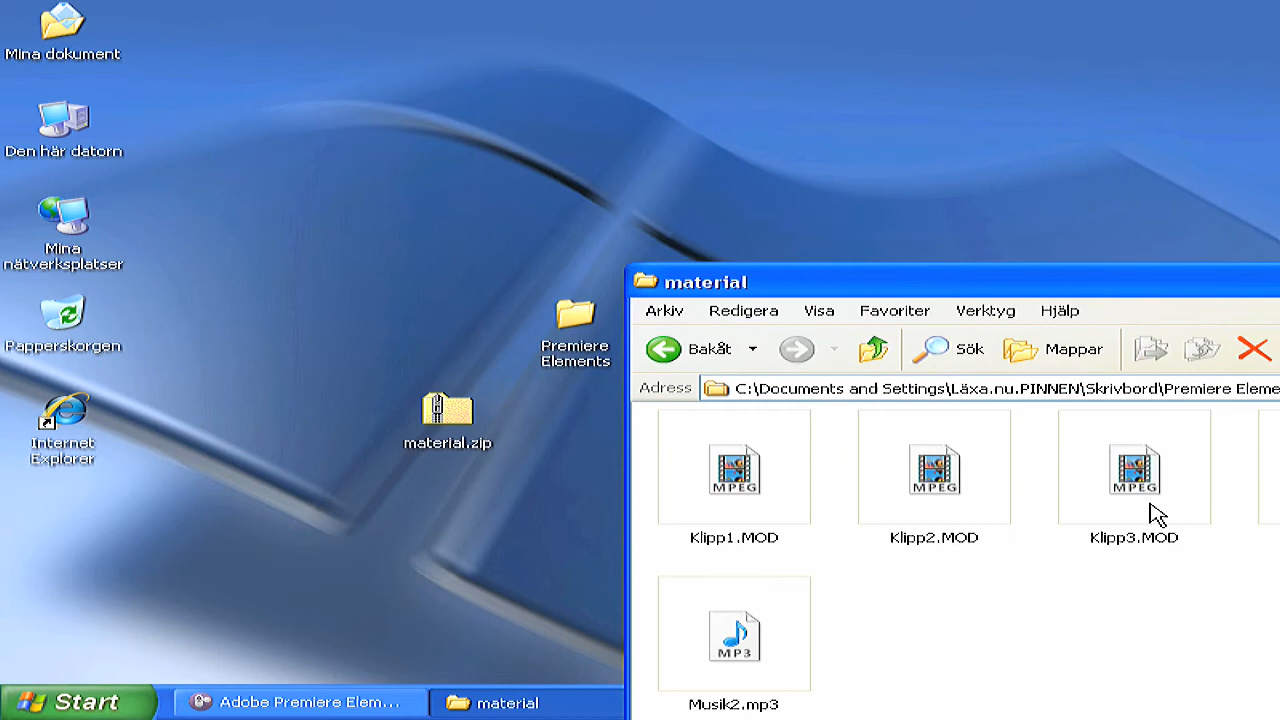 Mina dokument
Den här datorn
Mina
nätverksplatser
Papperskorgen
Internet
Explorer
Premiere
Elements
material.zip
material
Arkiv Redigera Visa Favoriter Verktyg Hjälp
Bakåt Sök Mappar
Adress C:\Documents and Settings\Läxa.nu.PINNEN\Skrivbord\Premiere Eleme
MPEG MPEG MPEG
Klipp1.MOD Klipp2.MOD Klipp3.MOD
MP3
Musik2.mp3
Start Adobe Premiere Elem... material